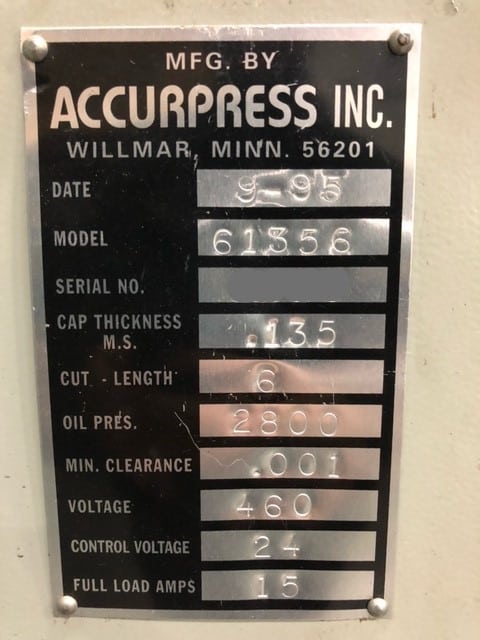 MFG. BY
ACCURPRESS INC.
WILLMAR, MINN. 56201
DATE 9-95
MODEL 61356
SERIAL NO.
CAP THICKNESS .135
M.S.
CUT - LENGTH 6
OIL PRES. 2800
MIN. CLEARANCE .001
VOLTAGE 460
CONTROL VOLTAGE 24
FULL LOAD AMPS 15